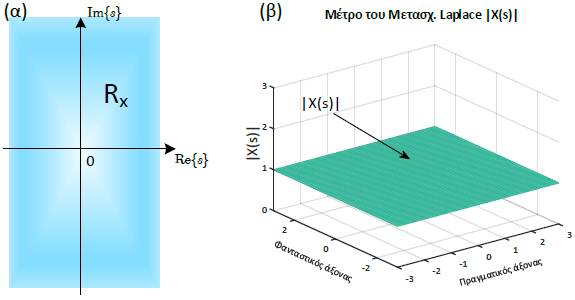 (α)
Im{s}
Rx
0
Re{s}
(β)
Μέτρο του Μετασχ. Laplace |X(s)|
|X(s)|
|X(s)|
3
2
1
0
2
0
-2
Φανταστικός άξονας
-3
-2
-1
0
1
2
3
Πραγματικός άξονας